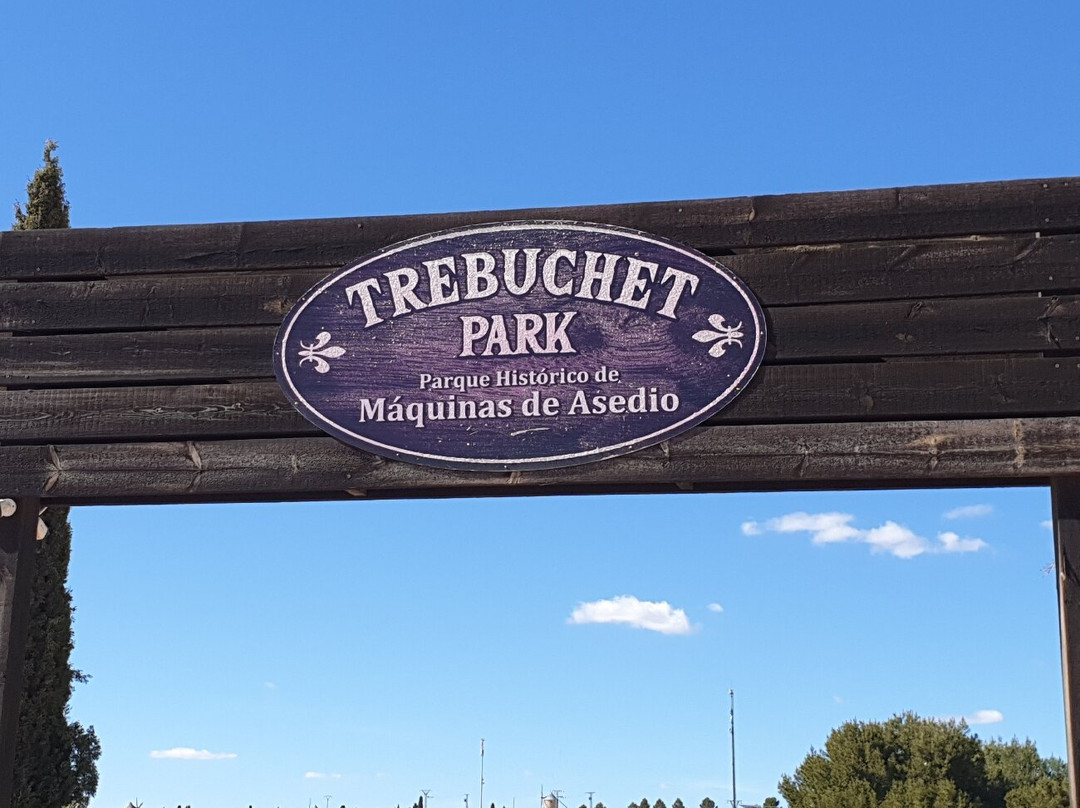 TREBUCHET
PARK
Parque Histórico de
Máquinas de Asedio